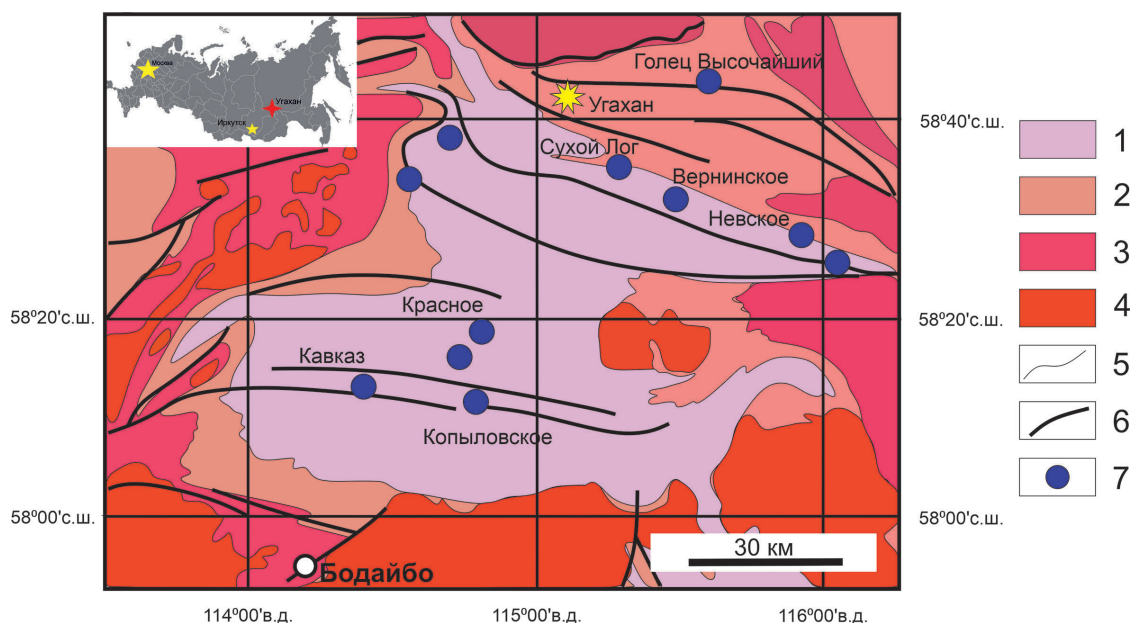 Москва
Угахан
Иркутск
Голец Высочайший
Угахан
58º40'с.ш.
Сухой Лог
Вернинское
Невское
58º20'с.ш.
Красное
58º20'с.ш.
Кавказ
Копыловское
58º00'с.ш.
58º00'с.ш.
30 км
Бодайбо
114º00'в.д.
115º00'в.д.
116º00'в.д.
1
2
3
4
5
6
7